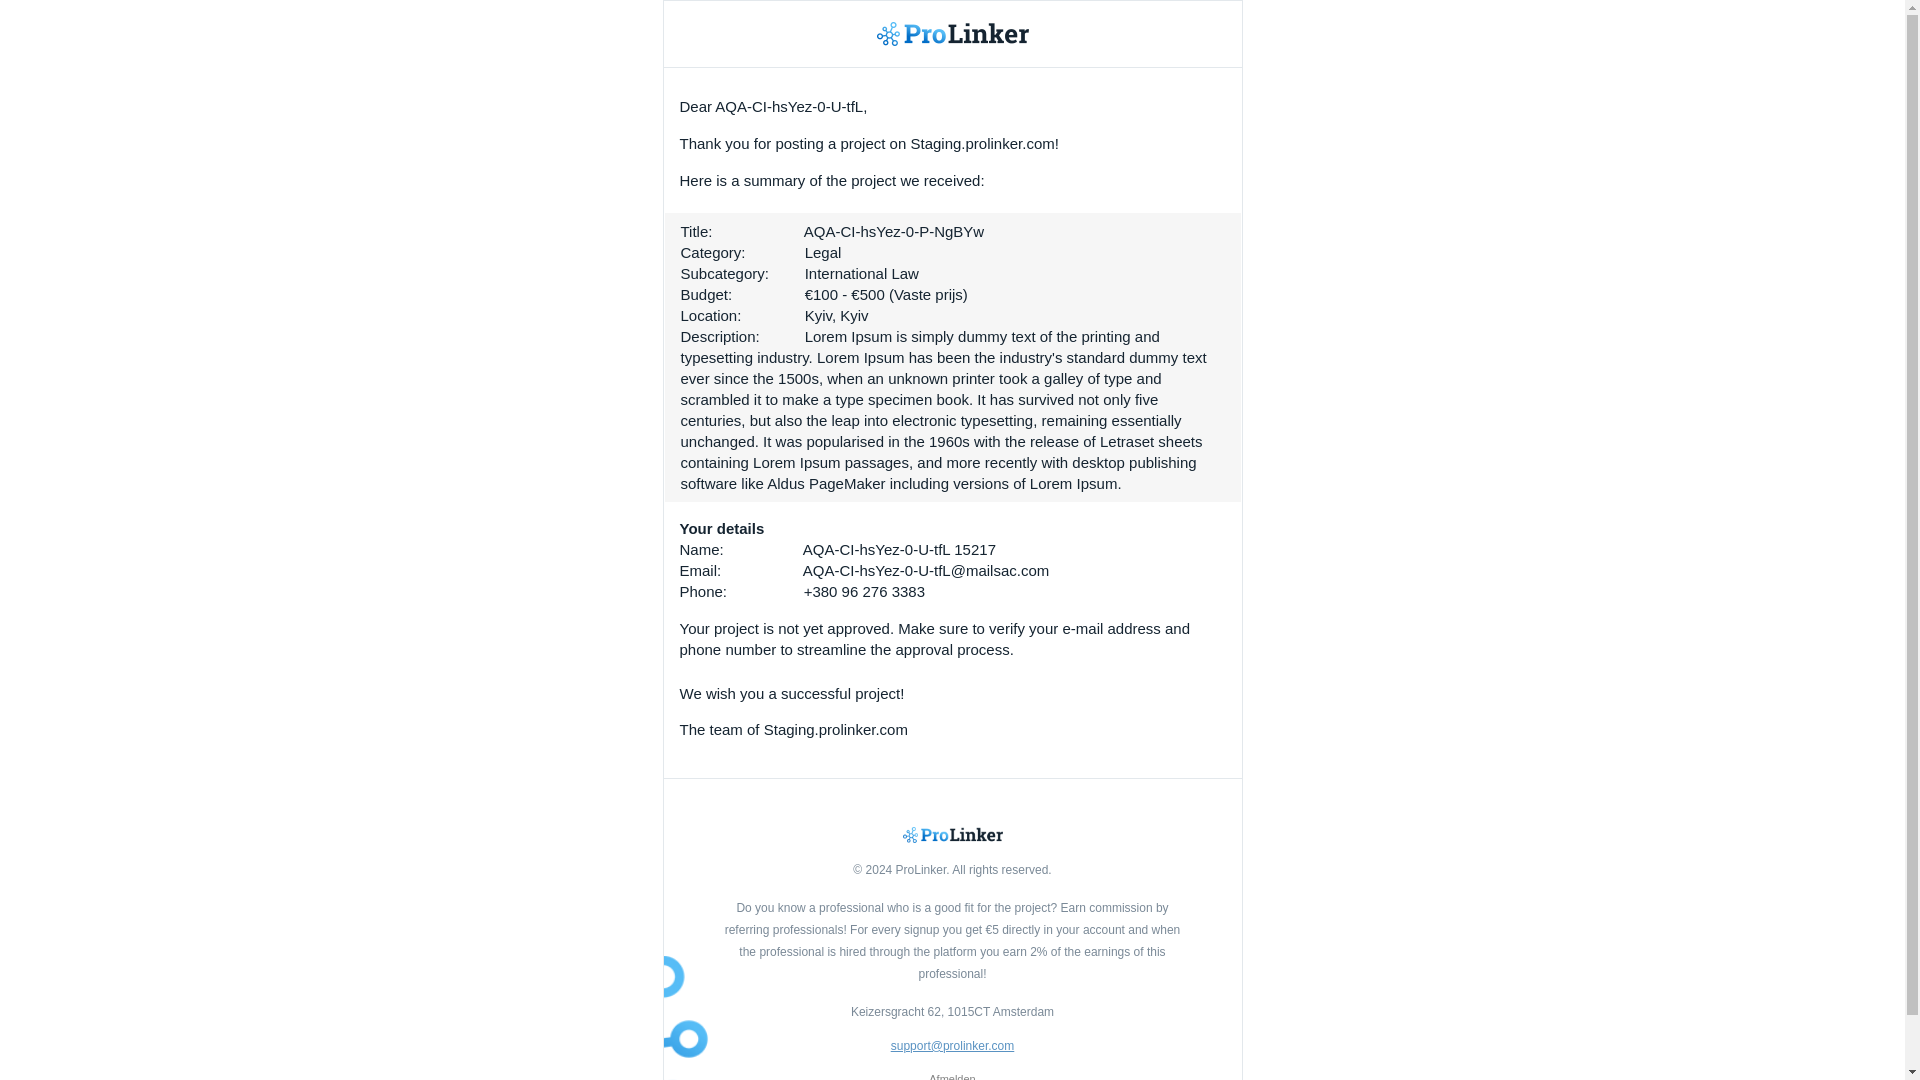 ProLinker
Dear AQA-CI-hsYez-0-U-tfL,
Thank you for posting a project on Staging.prolinker.com!
Here is a summary of the project we received:
Title: AQA-CI-hsYez-0-P-NgBYw
Category: Legal
Subcategory: International Law
Budget: €100 - €500 (Vaste prijs)
Location: Kyiv, Kyiv
Description: Lorem Ipsum is simply dummy text of the printing and
typesetting industry. Lorem Ipsum has been the industry's standard dummy text
ever since the 1500s, when an unknown printer took a galley of type and
scrambled it to make a type specimen book. It has survived not only five
centuries, but also the leap into electronic typesetting, remaining essentially
unchanged. It was popularised in the 1960s with the release of Letraset sheets
containing Lorem Ipsum passages, and more recently with desktop publishing
software like Aldus PageMaker including versions of Lorem Ipsum.
Your details
Name: AQA-CI-hsYez-0-U-tfL 15217
Email: AQA-CI-hsYez-0-U-tfL@mailsac.com
Phone: +380 96 276 3383
Your project is not yet approved. Make sure to verify your e-mail address and
phone number to streamline the approval process.
We wish you a successful project!
The team of Staging.prolinker.com
ProLinker
© 2024 ProLinker. All rights reserved.
Do you know a professional who is a good fit for the project? Earn commission by
referring professionals! For every signup you get €5 directly in your account and when
the professional is hired through the platform you earn 2% of the earnings of this
professional!
Keizersgracht 62, 1015CT Amsterdam
support@prolinker.com
Afmelden